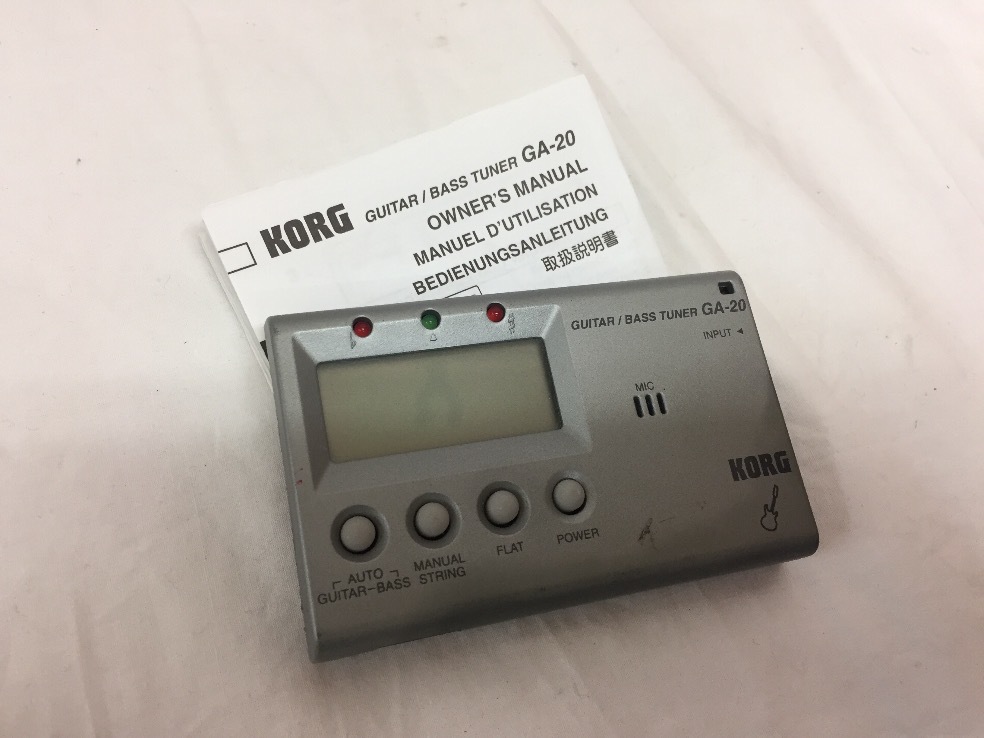 KORG GUITAR / BASS TUNER GA-20
OWNER'S MANUAL
MANUEL D'UTILISATION
BEDIENUNGSANLEITUNG
取扱説明書
GUITAR / BASS TUNER GA-20
INPUT ◄
MIC
KORG
AUTO
GUITAR-BASS
MANUAL
STRING
FLAT
POWER